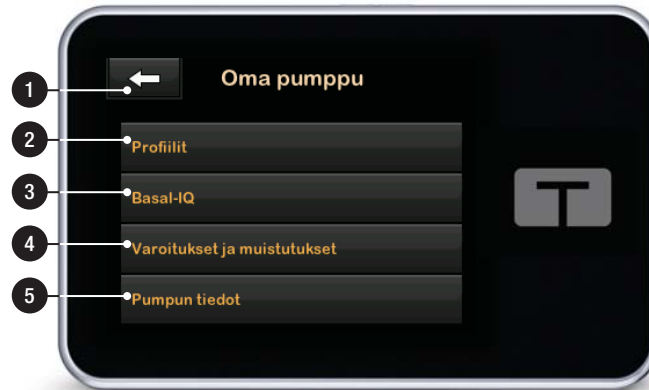 1
Oma pumppu
2
Profiilit
3
Basal-IQ
4
Varoitukset ja muistutukset
5
Pumpun tiedot
T